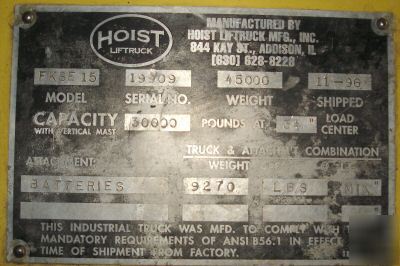 HOIST
LIFTRUCK
MANUFACTURED BY
HOIST LIFTRUCK MFG., INC.
844 KAY ST., ADDISON, IL
(630) 628-8228
FKSE 15 19909 45000 11-96
MODEL SERIAL NO. WEIGHT SHIPPED
CAPACITY 30000 POUNDS AT LOAD
WITH VERTICAL MAST CENTER
TRUCK & ATTACH'T COMBINATION
ATTACHMENT WEIGHT
BATTERIES 9270 LBS MIN "
THIS INDUSTRIAL TRUCK WAS MFD. TO COMPLY WITH
MANDATORY REQUIREMENTS OF ANSI B56.1 IN EFFECT
TIME OF SHIPMENT FROM FACTORY.